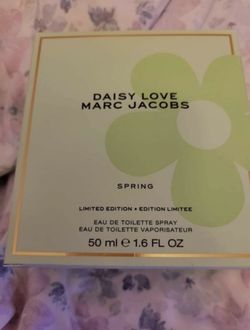 DAISY LOVE
MARC JACOBS
SPRING
LIMITED EDITION • EDITION LIMITEE
EAU DE TOILETTE SPRAY
EAU DE TOILETTE VAPORISATEUR
50 ml ℮ 1.6 FL OZ